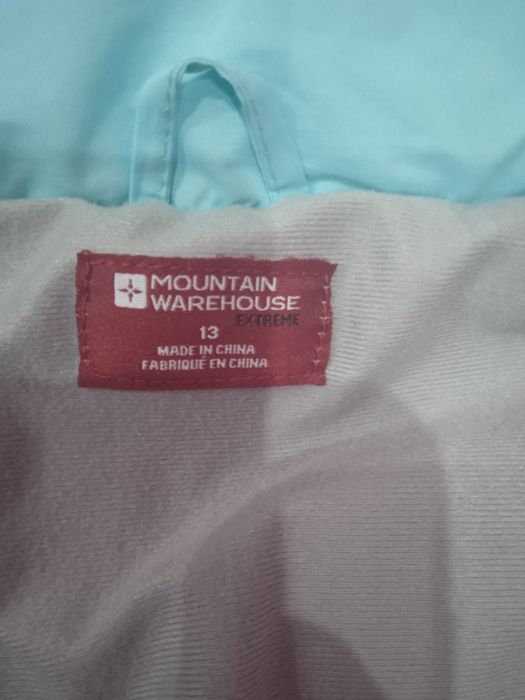 MOUNTAIN
WAREHOUSE
EXTREME
13
MADE IN CHINA
FABRIQUÉ EN CHINA